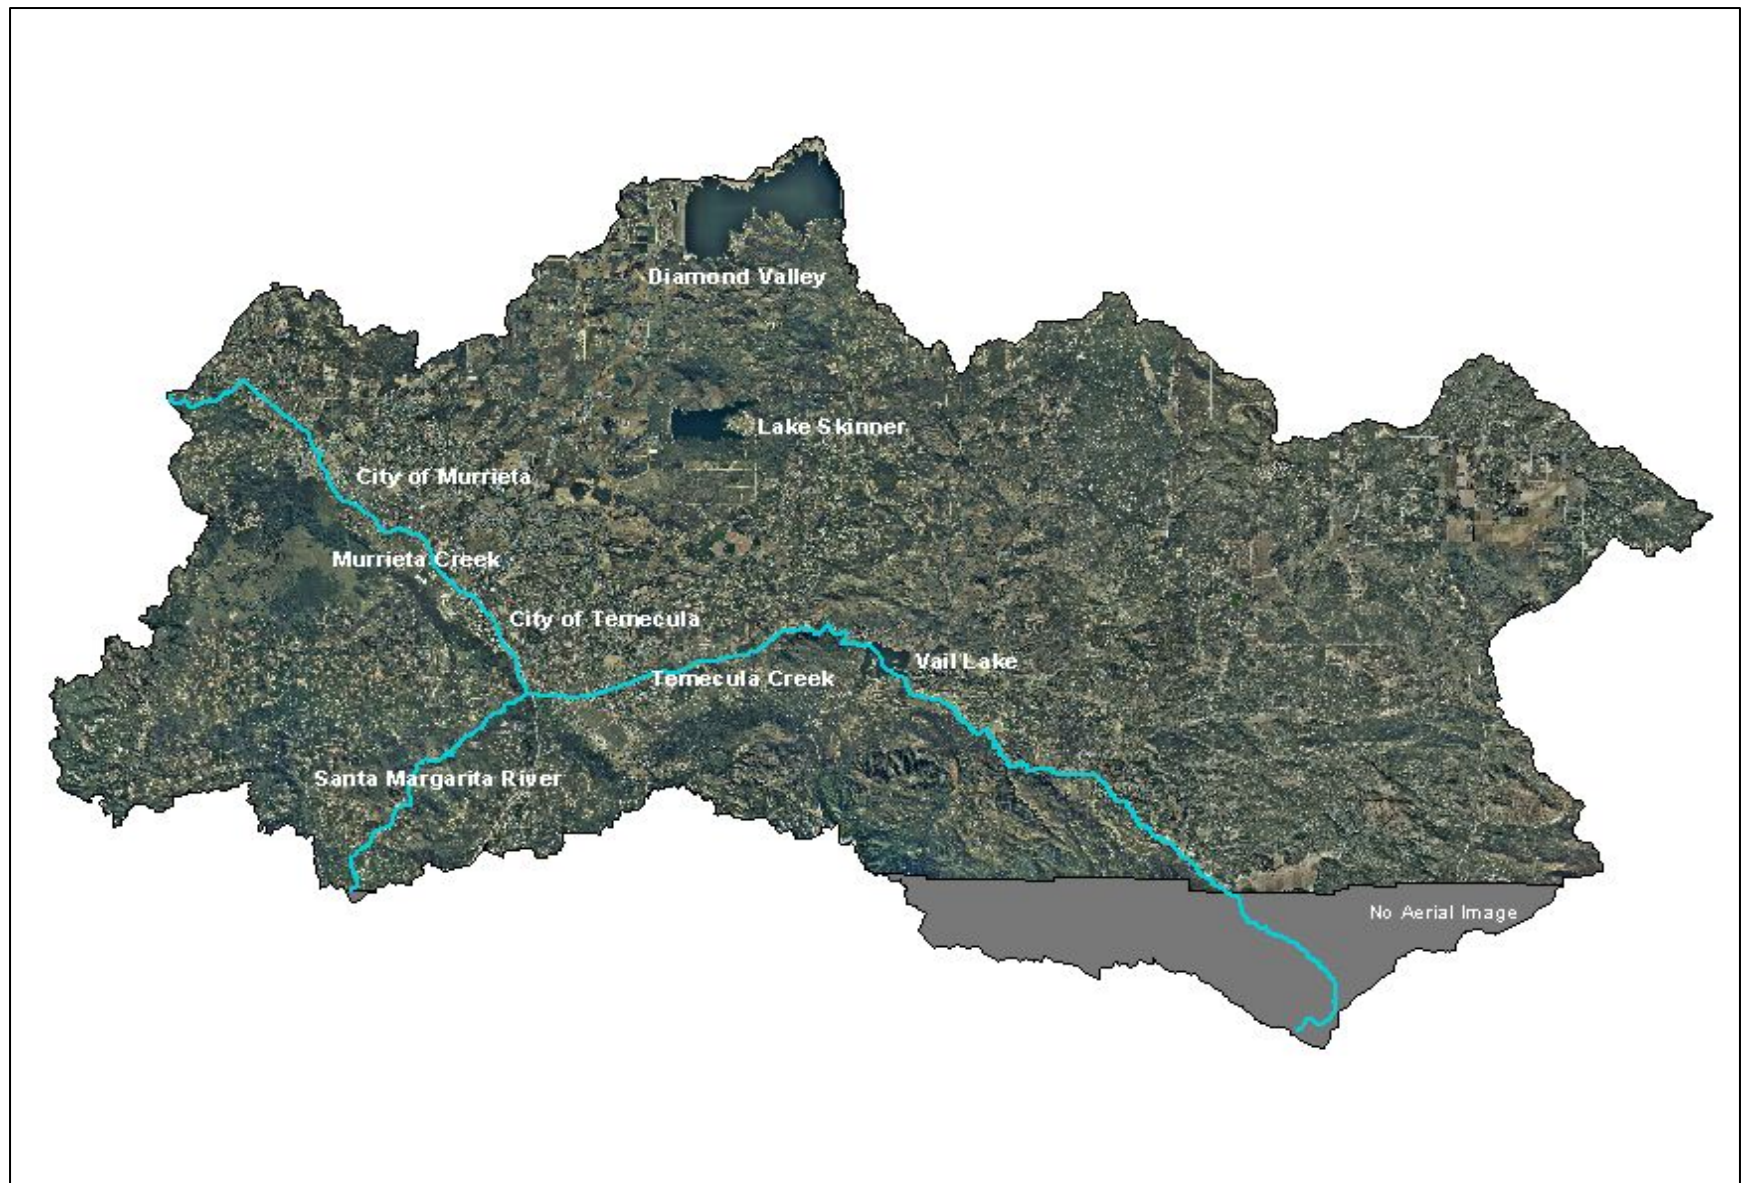 Diamond Valley
Lake Skinner
City of Murrieta
Murrieta Creek
City of Temecula
Vail Lake
Temecula Creek
Santa Margarita River
No Aerial Image